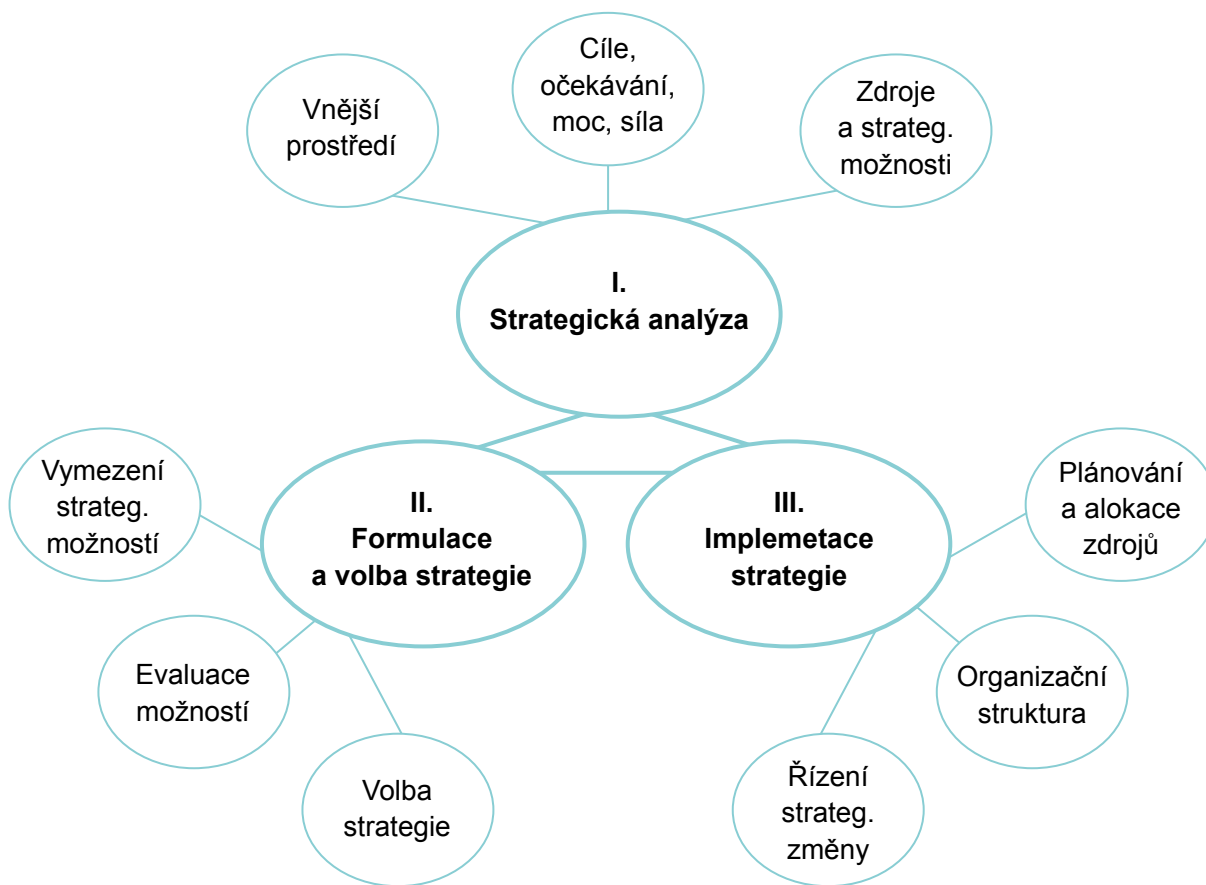 Vnější
prostředí
Cíle,
očekávání,
moc, síla
Zdroje
a strateg.
možnosti
I.
Strategická analýza
II.
Formulace
a volba strategie
III.
Implemetace
strategie
Vymezení
strateg.
možností
Evaluace
možností
Volba
strategie
Plánování
a alokace
zdrojů
Organizační
struktura
Řízení
strateg.
změny